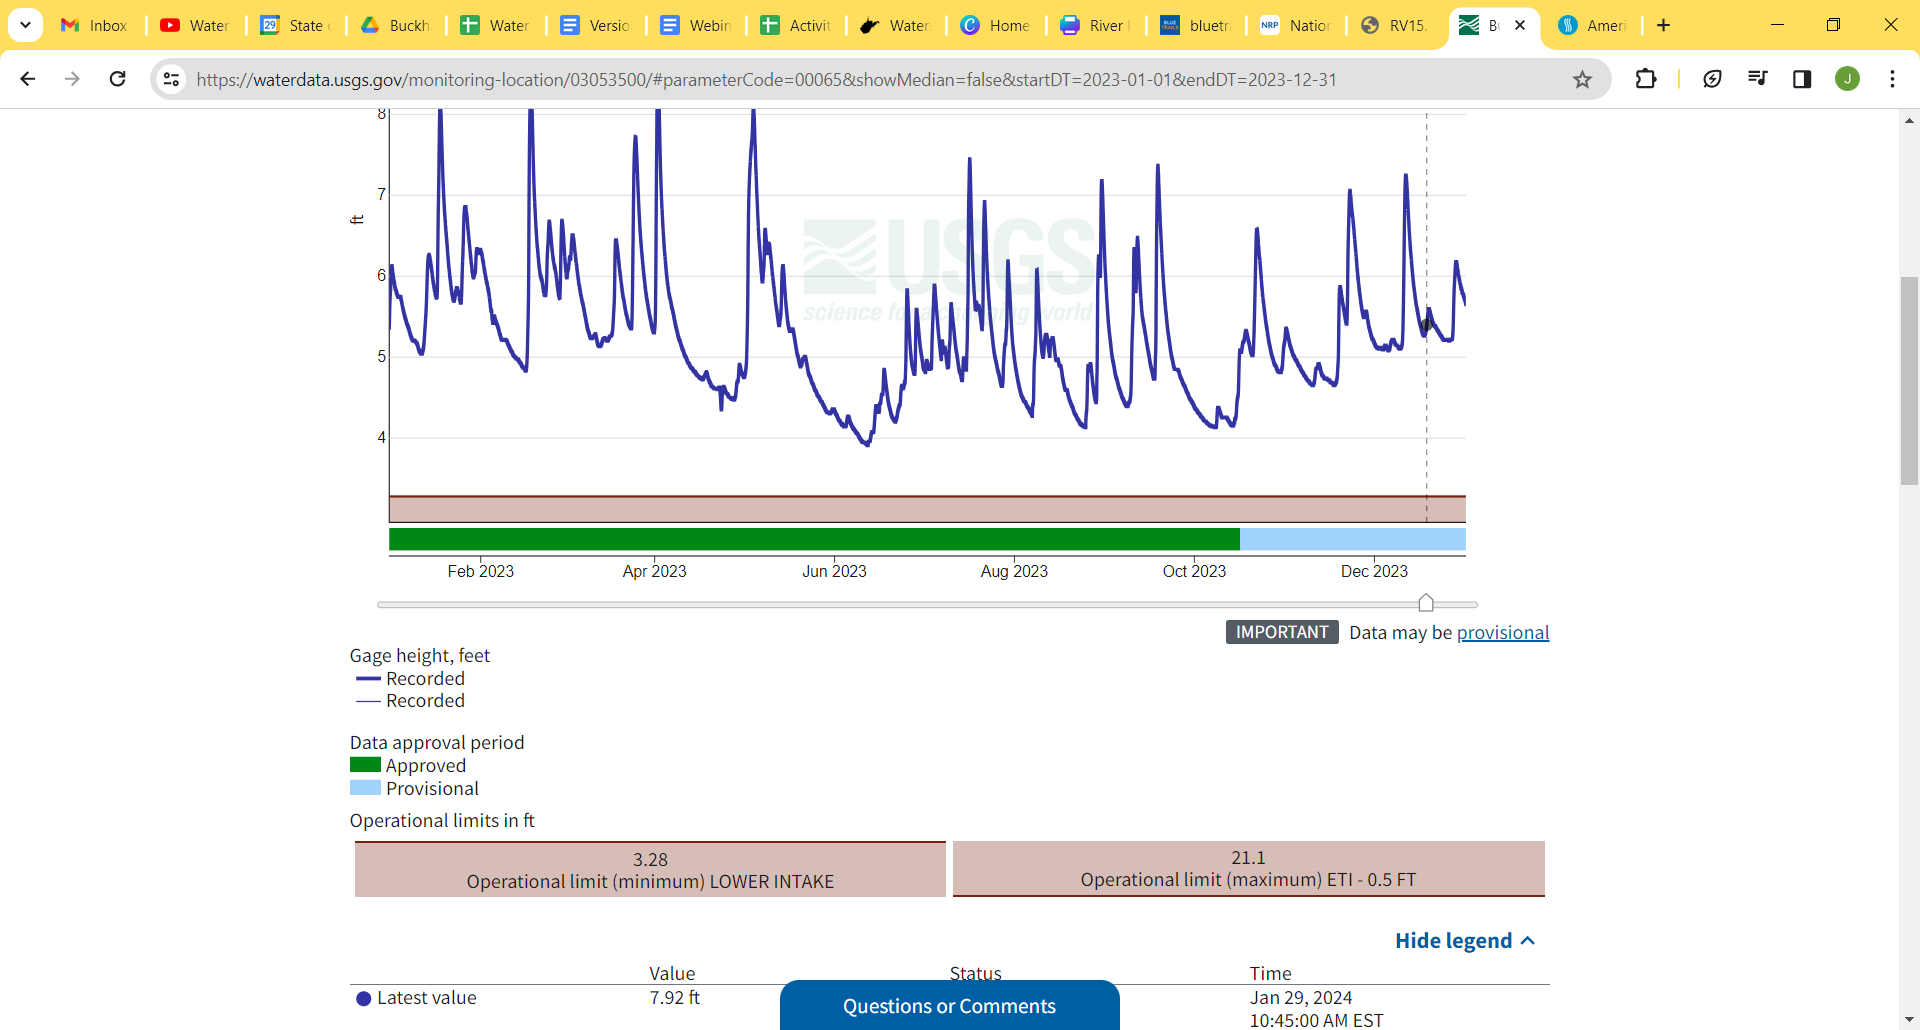 Inbox
Water
29
State
Buckh
Water
Versio
Webin
Activit
Water
Home
River
BLUE TRAILS
bluetr
NRP
Nation
RV15.
B
Ameri
https://waterdata.usgs.gov/monitoring-location/03053500/#parameterCode=00065&showMedian=false&startDT=2023-01-01&endDT=2023-12-31
J
8
7
ft
6
5
4
USGS
science for a changing world
Feb 2023
Apr 2023
Jun 2023
Aug 2023
Oct 2023
Dec 2023
IMPORTANT Data may be provisional
Gage height, feet
Recorded
Recorded
Data approval period
Approved
Provisional
Operational limits in ft
3.28
Operational limit (minimum) LOWER INTAKE
21.1
Operational limit (maximum) ETI - 0.5 FT
Hide legend
Value Status Time
Latest value 7.92 ft Jan 29, 2024
10:45:00 AM EST
Questions or Comments